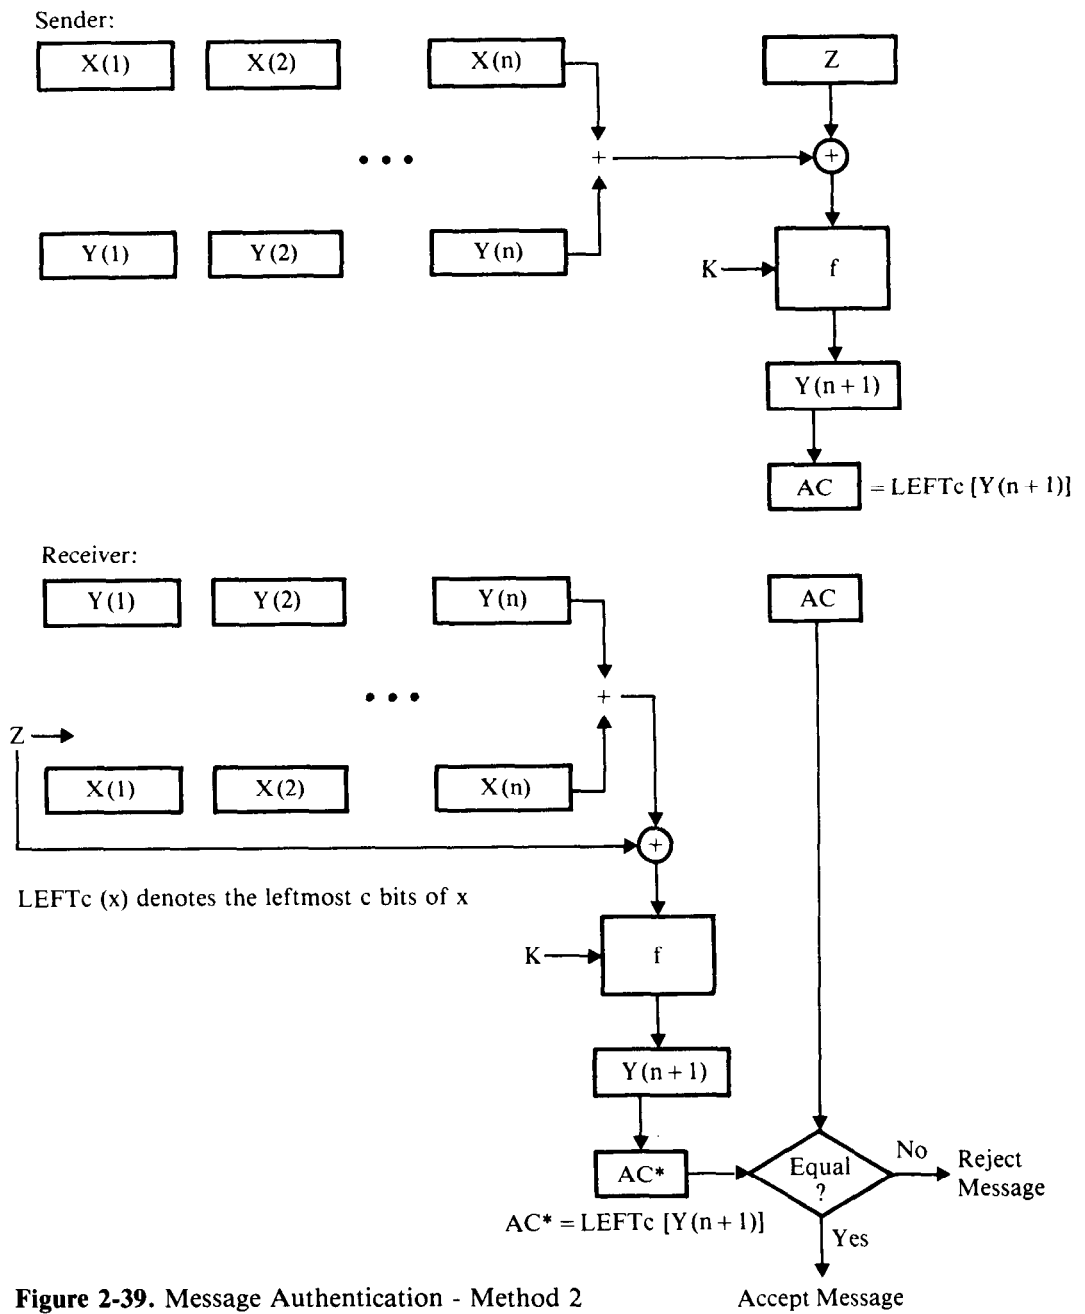 Sender:
X(1) X(2) X(n) Z
• • • + +
Y(1) Y(2) Y(n)
K f
Y(n + 1)
AC = LEFTc [Y(n + 1)]
Receiver:
Y(1) Y(2) Y(n) AC
• • • +
Z
X(1) X(2) X(n)
+
LEFTc (x) denotes the leftmost c bits of x
K f
Y(n + 1)
AC* Equal ? No Reject Message
AC* = LEFTc [Y(n + 1)]
Yes
Figure 2-39. Message Authentication - Method 2
Accept Message